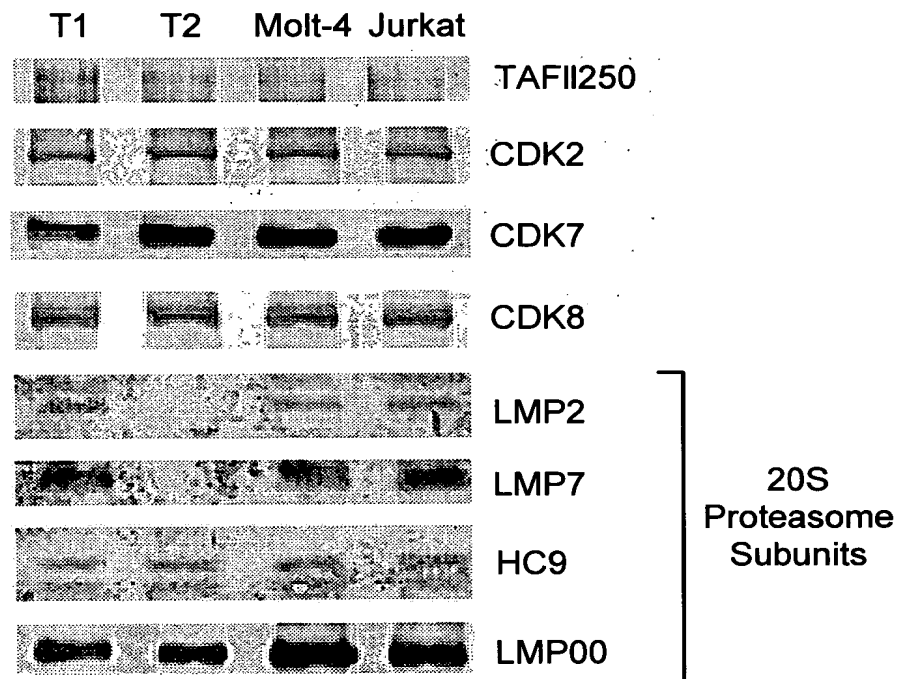 T1 T2 Molt-4 Jurkat
TAFII250
CDK2
CDK7
CDK8
LMP2
LMP7
HC9
LMP00
20S
Proteasome
Subunits